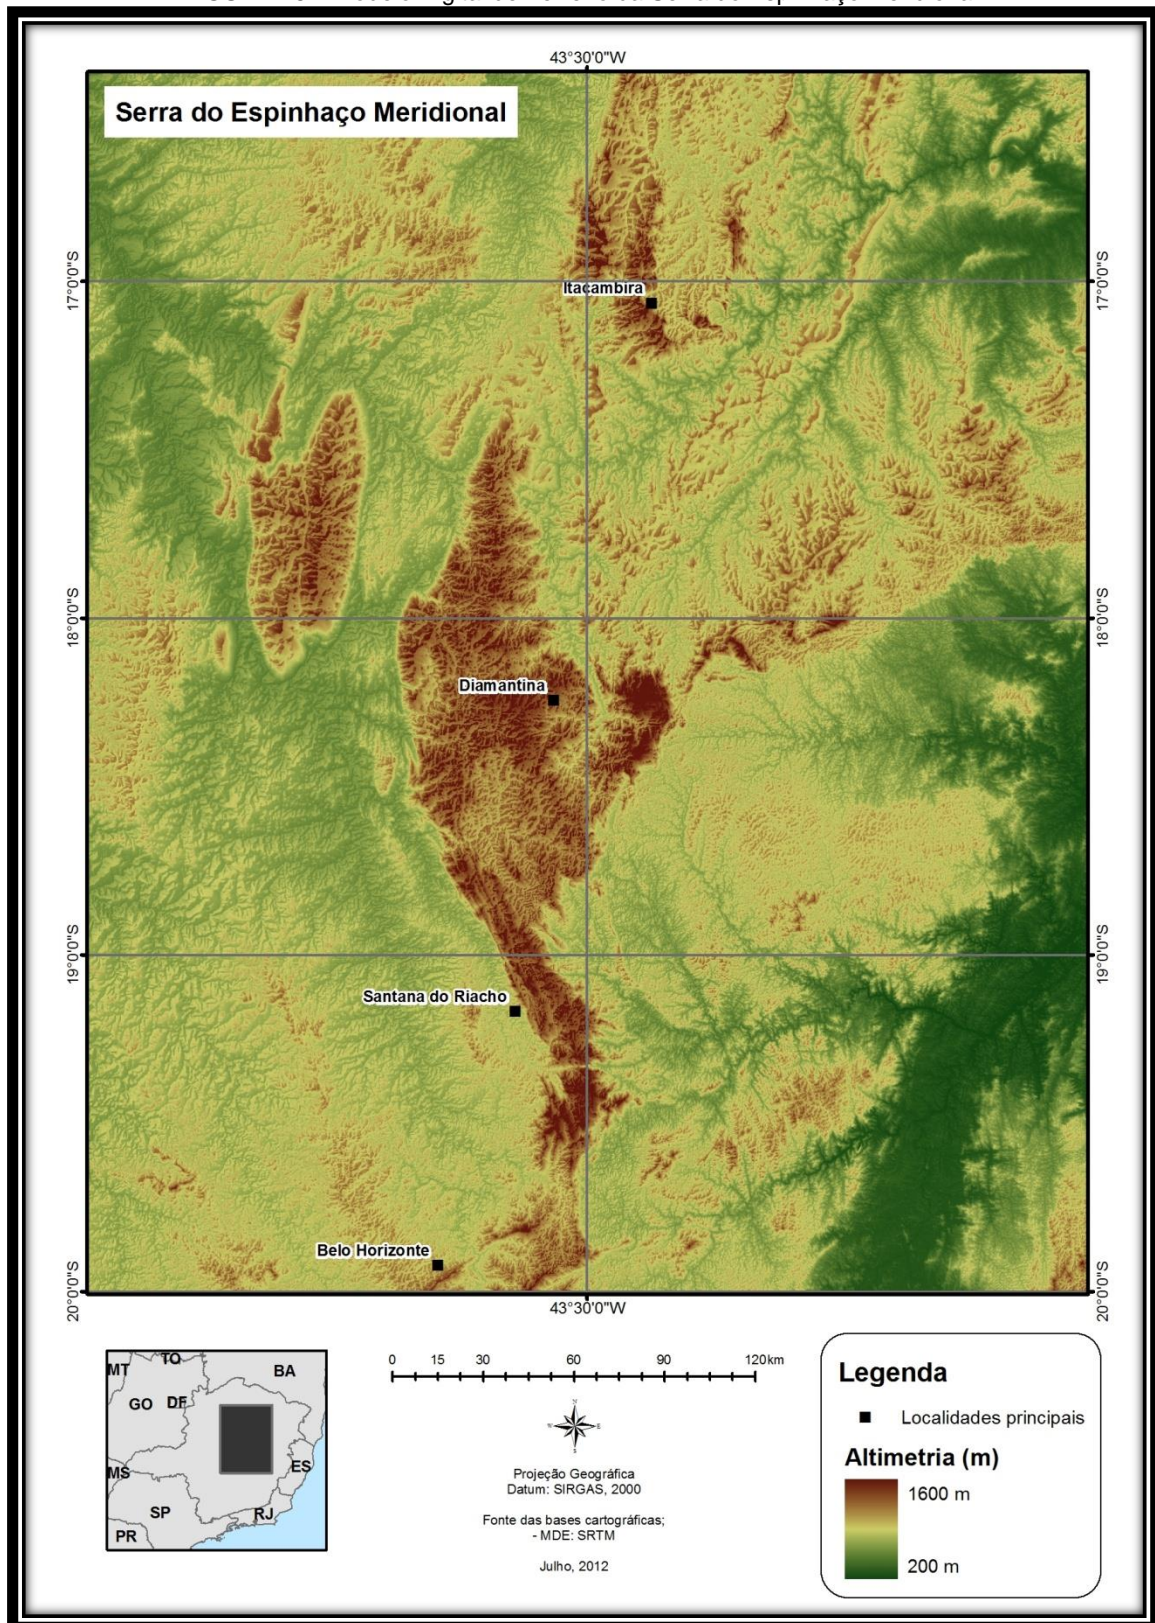 43°30'0"W
Serra do Espinhaço Meridional
17°0'0"S
17°0'0"S
Itacambira
18°0'0"S
18°0'0"S
Diamantina
19°0'0"S
19°0'0"S
Santana do Riacho
Belo Horizonte
20°0'0"S
20°0'0"S
43°30'0"W
MT
TO
BA
GO
DF
MS
ES
SP
RJ
PR
0 15 30 60 90 120km
N
W E
S
Projeção Geográfica
Datum: SIRGAS, 2000
Fonte das bases cartográficas;
- MDE: SRTM
Julho, 2012
Legenda
Localidades principais
Altimetria (m)
1600 m
200 m